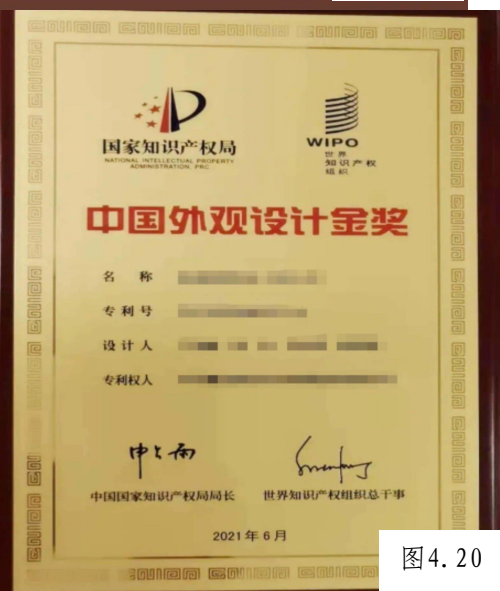 国家知识产权局
NATIONAL INTELLECTUAL PROPERTY
ADMINISTRATION, PRC
WIPO
世界
知识产权
组织
中国外观设计金奖
名称
专利号
设计人
专利权人
申长雨
中国国家知识产权局局长
世界知识产权组织总干事
2021年6月
图4.20